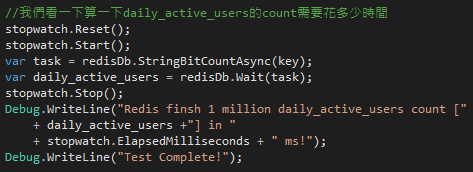 //我們看一下算一下daily_active_users的count需要花多少時間
stopwatch.Reset();
stopwatch.Start();
var task = redisDb.StringBitCountAsync(key);
var daily_active_users = redisDb.Wait(task);
stopwatch.Stop();
Debug.WriteLine("Redis finsh 1 million daily_active_users count ["
+ daily_active_users +"] in "
+ stopwatch.ElapsedMilliseconds + " ms!");
Debug.WriteLine("Test Complete!");